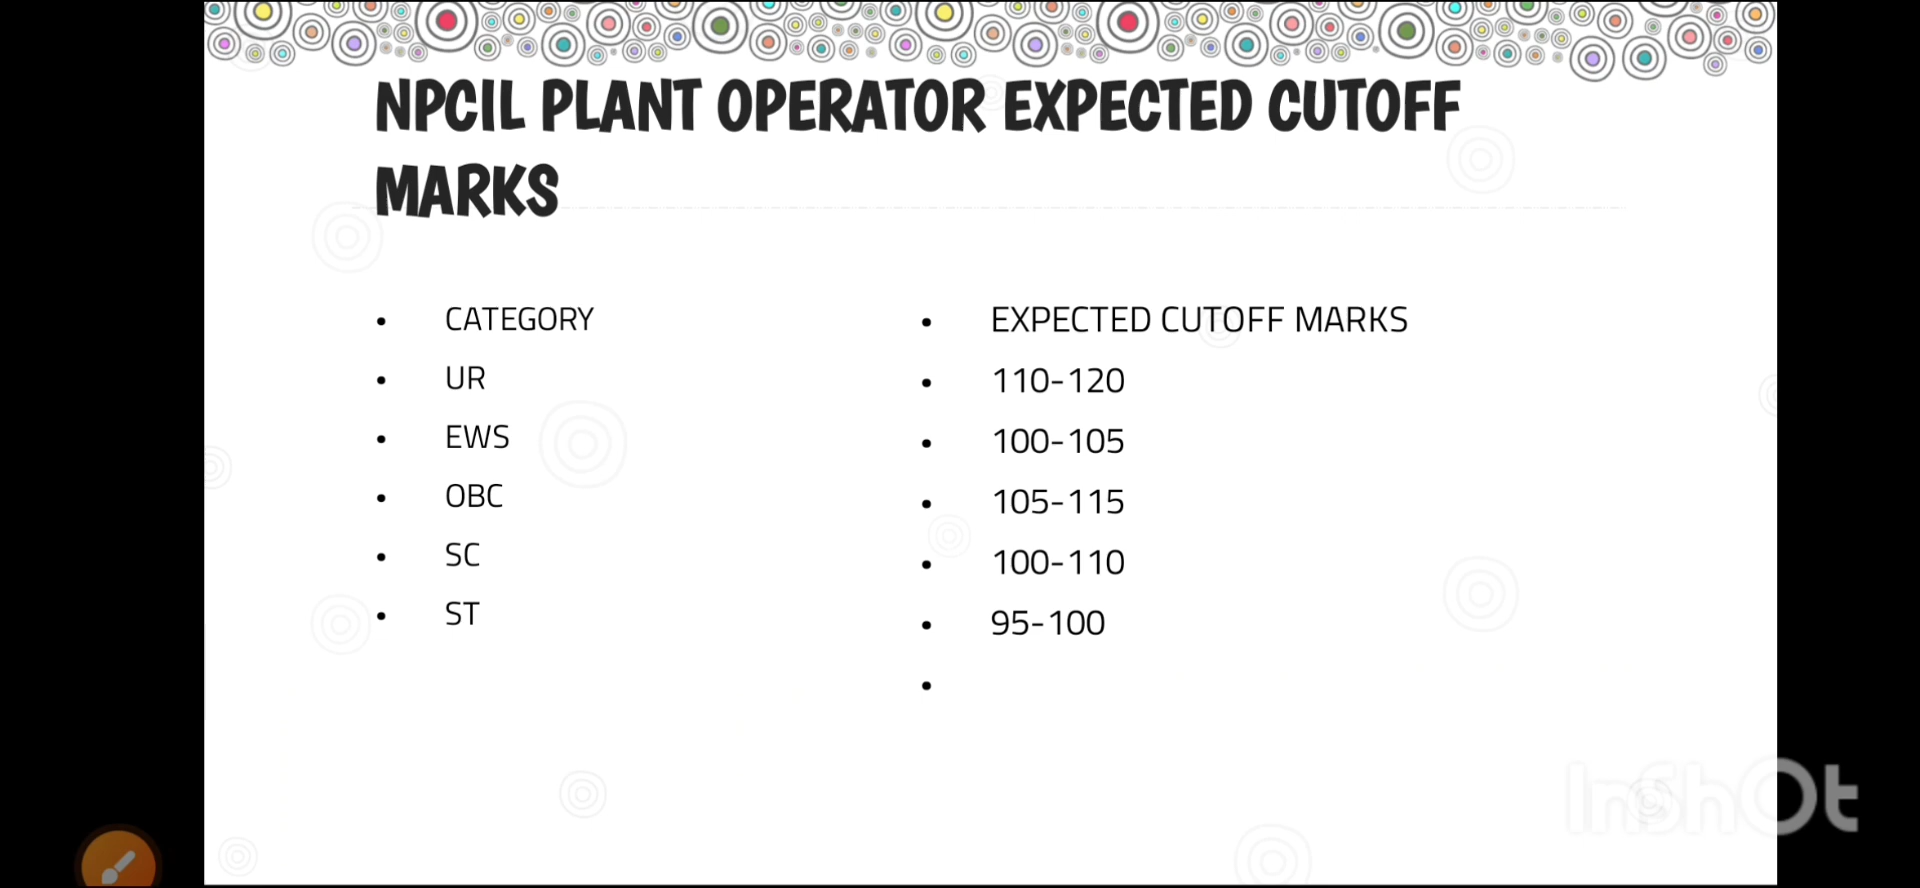 NPCIL PLANT OPERATOR EXPECTED CUTOFF
MARKS
• CATEGORY
• UR
• EWS
• OBC
• SC
• ST
• EXPECTED CUTOFF MARKS
• 110-120
• 100-105
• 105-115
• 100-110
• 95-100
•
InShOt